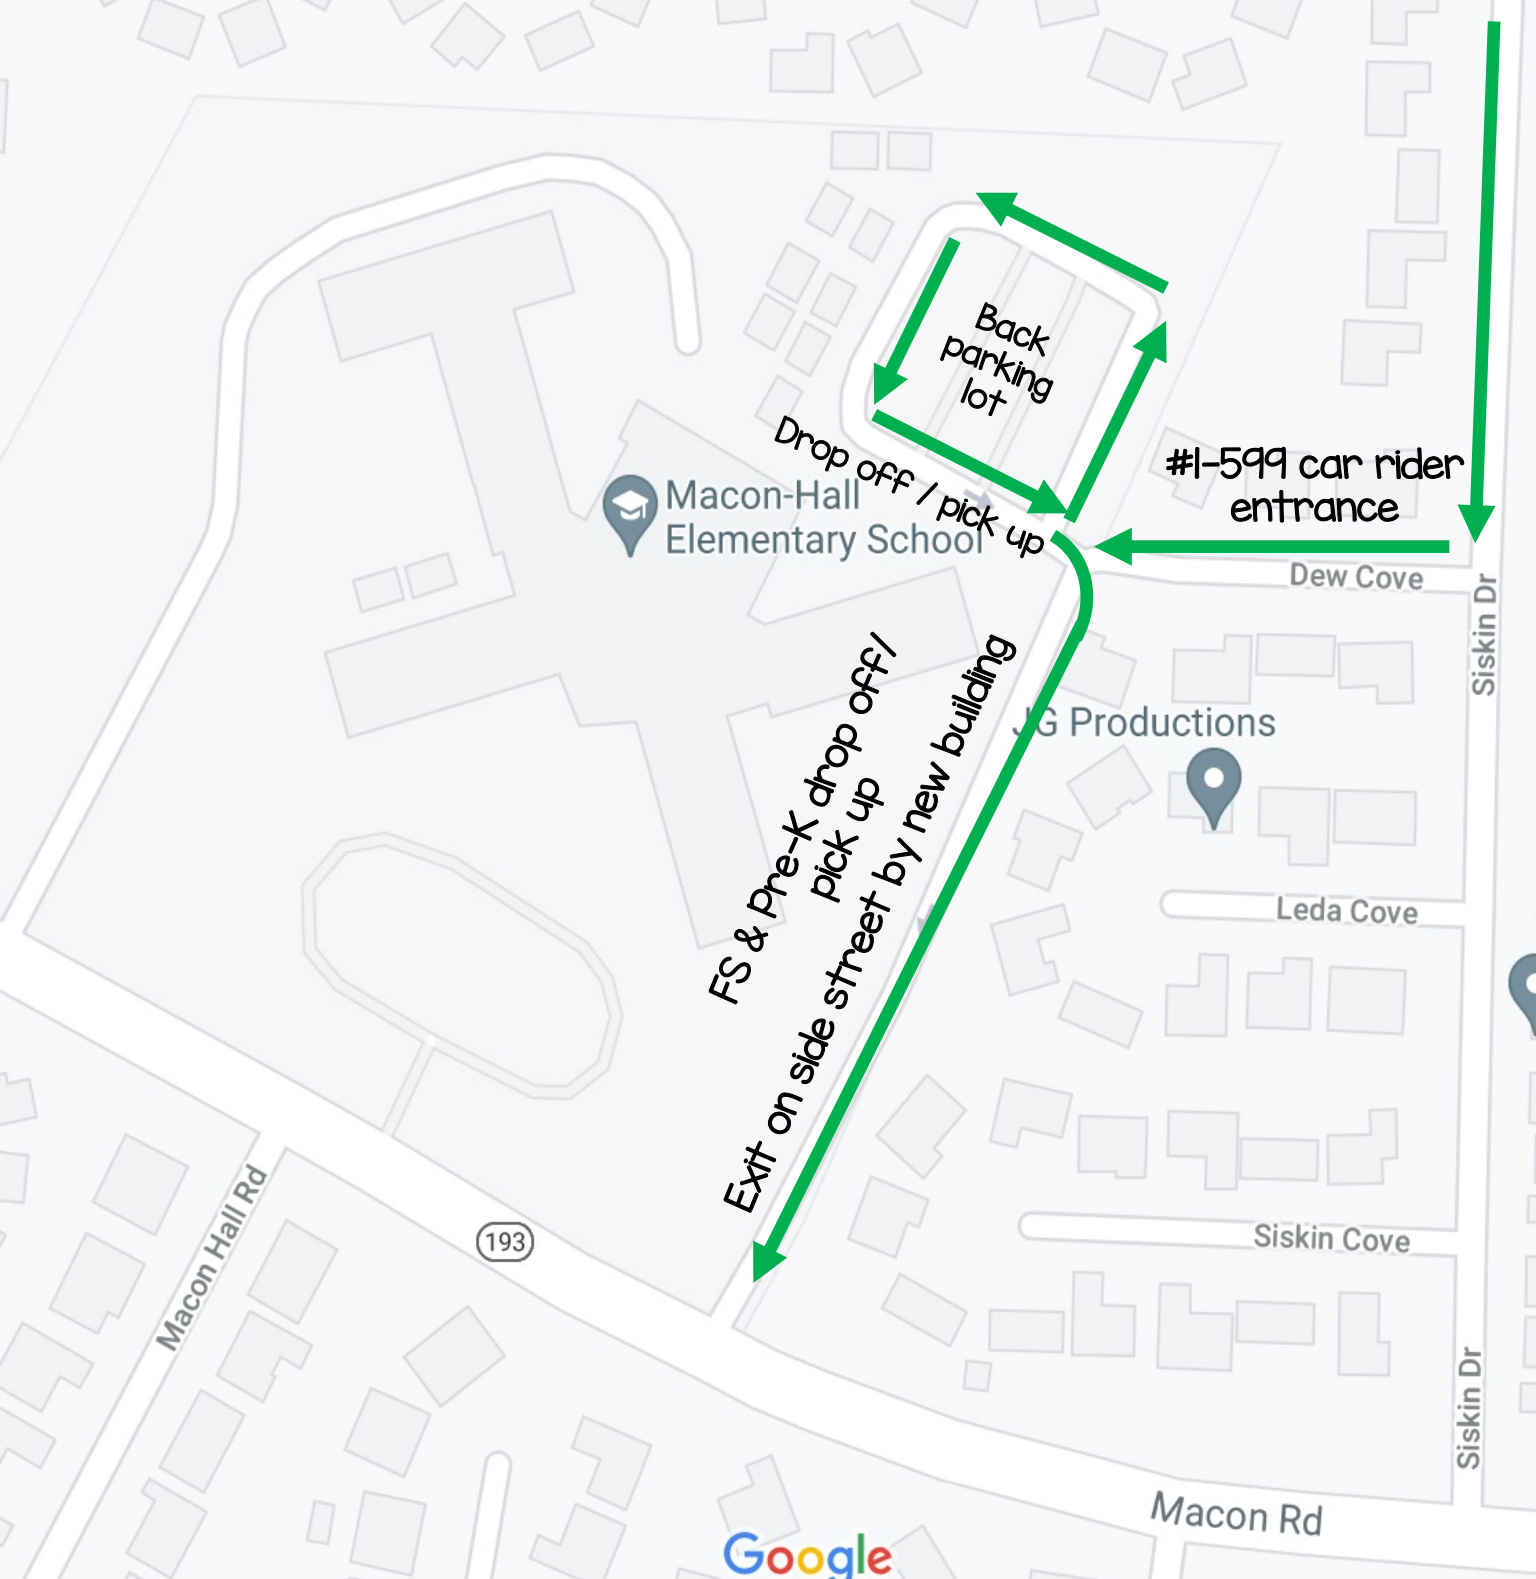 Back
parking
lot
#1-599 car rider
entrance
Drop off / pick up
Macon-Hall
Elementary School
Dew Cove
Siskin Dr
FS & Pre-K drop off/
pick up
Exit on side street by new building
JG Productions
Leda Cove
Macon Hall Rd
193
Siskin Cove
Siskin Dr
Macon Rd
Google